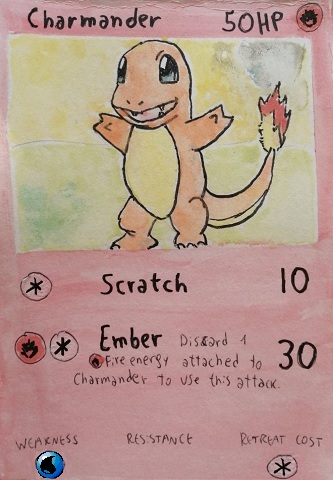 Charmander 50HP
Scratch 10
Ember Discard 1 30
Fire energy attached to
Charmander to use this attack.
WEAKNESS RESISTANCE RETREAT COST